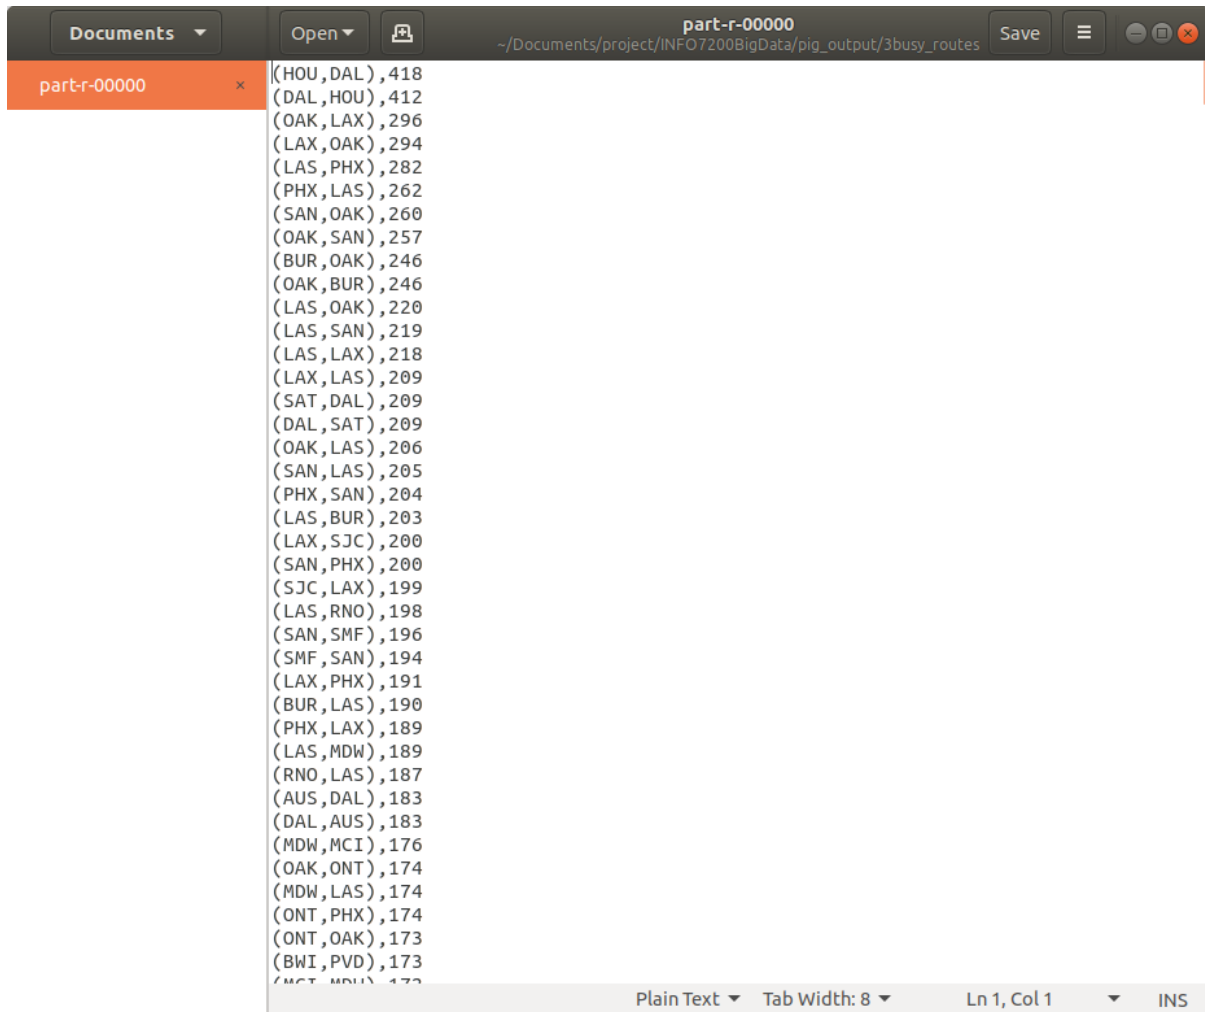 Documents
Open
part-r-00000
~/Documents/project/INFO7200BigData/pig_output/3busy_routes
Save
part-r-00000 ×
(HOU,DAL),418
(DAL,HOU),412
(OAK,LAX),296
(LAX,OAK),294
(LAS,PHX),282
(PHX,LAS),262
(SAN,OAK),260
(OAK,SAN),257
(BUR,OAK),246
(OAK,BUR),246
(LAS,OAK),220
(LAS,SAN),219
(LAS,LAX),218
(LAX,LAS),209
(SAT,DAL),209
(DAL,SAT),209
(OAK,LAS),206
(SAN,LAS),205
(PHX,SAN),204
(LAS,BUR),203
(LAX,SJC),200
(SAN,PHX),200
(SJC,LAX),199
(LAS,RNO),198
(SAN,SMF),196
(SMF,SAN),194
(LAX,PHX),191
(BUR,LAS),190
(PHX,LAX),189
(LAS,MDW),189
(RNO,LAS),187
(AUS,DAL),183
(DAL,AUS),183
(MDW,MCI),176
(OAK,ONT),174
(MDW,LAS),174
(ONT,PHX),174
(ONT,OAK),173
(BWI,PVD),173
Plain Text Tab Width: 8 Ln 1, Col 1 INS